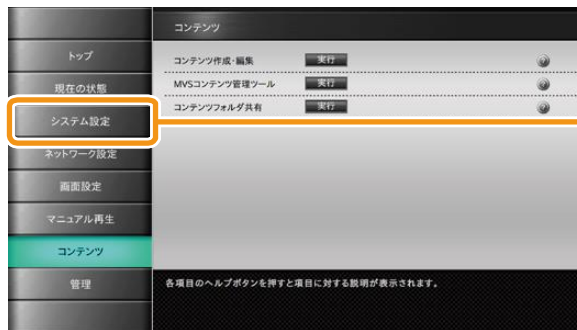 コンテンツ
トップ
現在の状態
システム設定
ネットワーク設定
画面設定
マニュアル再生
コンテンツ
管理
コンテンツ作成・編集 実行 ?
MVSコンテンツ管理ツール 実行 ?
コンテンツフォルダ共有 実行 ?
各項目のヘルプボタンを押すと項目に対する説明が表示されます。